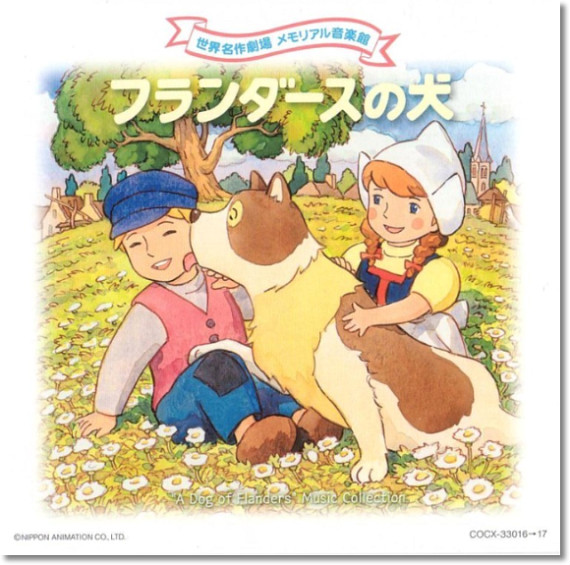 世界名作劇場 メモリアル音楽館
フランダースの犬
"A Dog of Flanders" Music Collection
©NIPPON ANIMATION CO., LTD.
COCX-33016→17